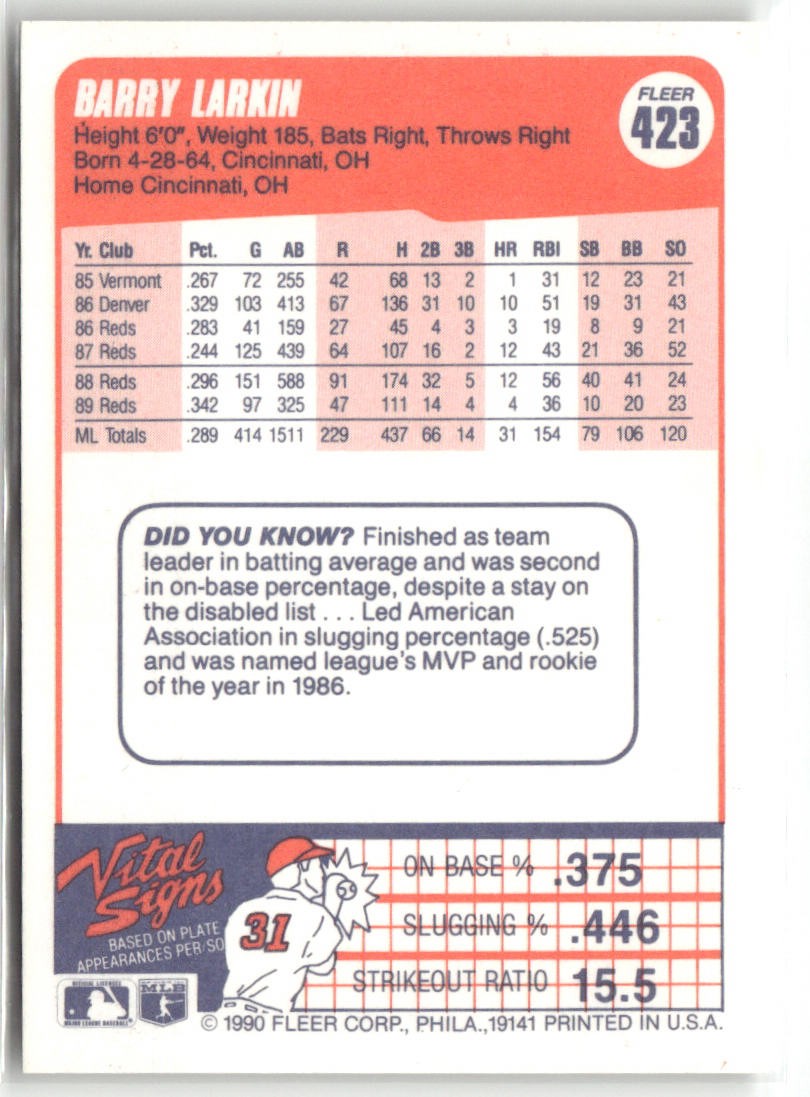 BARRY LARKIN
FLEER
423
Height 6'0", Weight 185, Bats Right, Throws Right
Born 4-28-64, Cincinnati, OH
Home Cincinnati, OH
Yr. Club Pct. G AB R H 2B 3B HR RBI SB BB SO
85 Vermont .267 72 255 42 68 13 2 1 31 12 23 21
86 Denver .329 103 413 67 136 31 10 10 51 19 31 43
86 Reds .283 41 159 27 45 4 3 3 19 8 9 21
87 Reds .244 125 439 64 107 16 2 12 43 21 36 52
88 Reds .296 151 588 91 174 32 5 12 56 40 41 24
89 Reds .342 97 325 47 111 14 4 4 36 10 20 23
ML Totals .289 414 1511 229 437 66 14 31 154 79 106 120
DID YOU KNOW? Finished as team
leader in batting average and was second
in on-base percentage, despite a stay on
the disabled list . . . Led American
Association in slugging percentage (.525)
and was named league's MVP and rookie
of the year in 1986.
Vital
Signs
BASED ON PLATE
APPEARANCES PER/SO
31
ON BASE % .375
SLUGGING % .446
STRIKEOUT RATIO 15.5
OFFICIAL LICENSEE
MAJOR LEAGUE BASEBALL
MLB
© 1990 FLEER CORP., PHILA.,19141 PRINTED IN U.S.A.